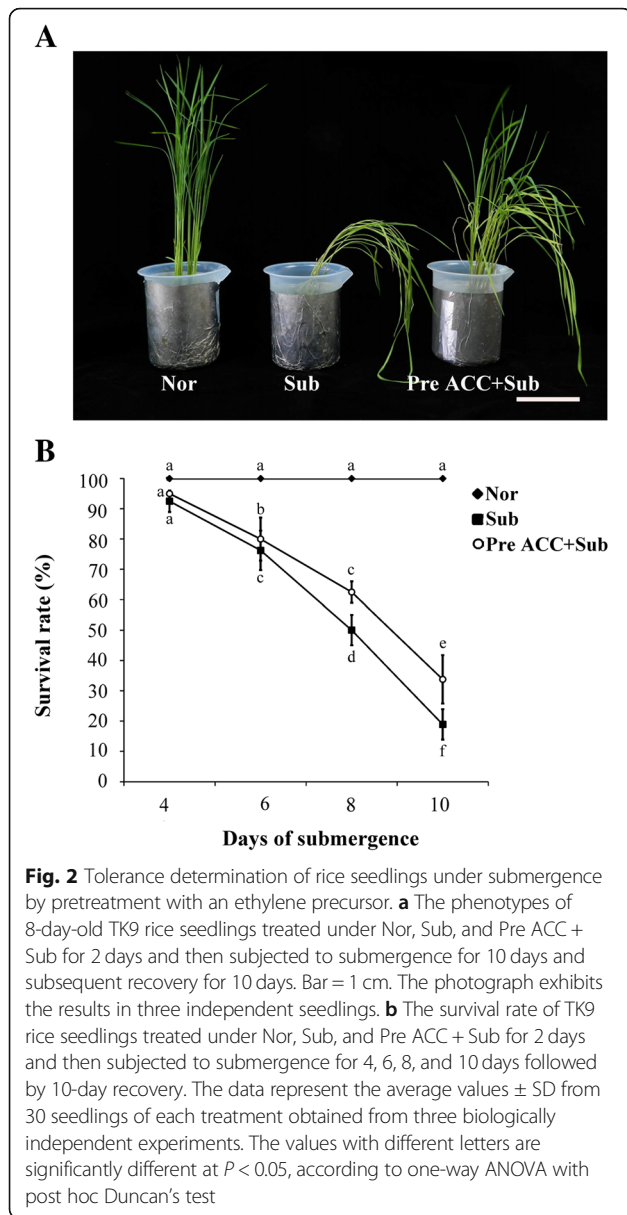 A
Nor Sub Pre ACC+Sub
B
a a a a
100
90
80
70
60
50
40
30
20
10
0
Survival rate (%)
a
a
b
c
c
d
e
f
Nor
Sub
Pre ACC+Sub
4 6 8 10
Days of submergence
Fig. 2 Tolerance determination of rice seedlings under submergence
by pretreatment with an ethylene precursor. a The phenotypes of
8-day-old TK9 rice seedlings treated under Nor, Sub, and Pre ACC +
Sub for 2 days and then subjected to submergence for 10 days and
subsequent recovery for 10 days. Bar = 1 cm. The photograph exhibits
the results in three independent seedlings. b The survival rate of TK9
rice seedlings treated under Nor, Sub, and Pre ACC + Sub for 2 days
and then subjected to submergence for 4, 6, 8, and 10 days followed
by 10-day recovery. The data represent the average values ± SD from
30 seedlings of each treatment obtained from three biologically
independent experiments. The values with different letters are
significantly different at P < 0.05, according to one-way ANOVA with
post hoc Duncan's test